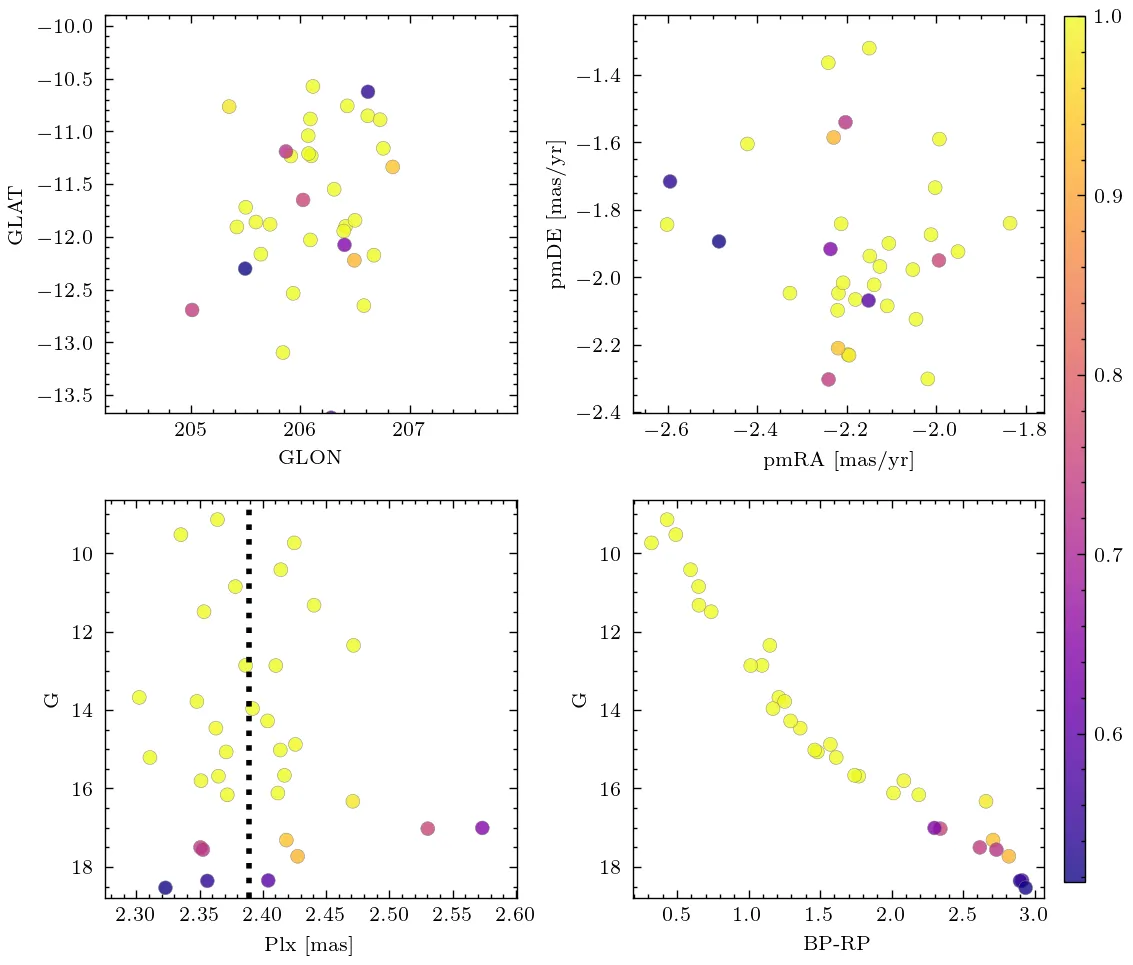 −10.0
−10.5
−11.0
−11.5
−12.0
−12.5
−13.0
−13.5
GLAT
205 206 207
GLON
−1.4
−1.6
−1.8
−2.0
−2.2
−2.4
pmDE [mas/yr]
−2.6 −2.4 −2.2 −2.0 −1.8
pmRA [mas/yr]
1.0
0.9
0.8
0.7
0.6
10
12
14
16
18
G
2.30 2.35 2.40 2.45 2.50 2.55 2.60
Plx [mas]
10
12
14
16
18
G
0.5 1.0 1.5 2.0 2.5 3.0
BP-RP